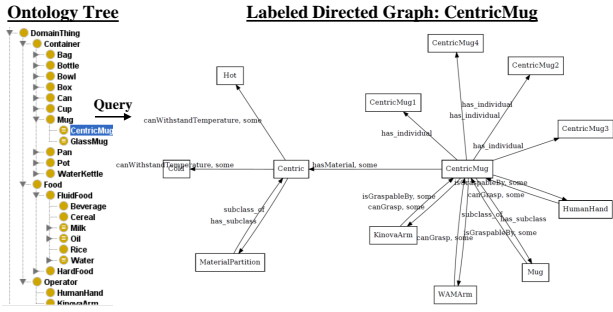 Ontology Tree
Labeled Directed Graph: CentricMug
DomainThing
Container
Bag
Bottle
Bowl
Box
Can
Cup
Mug
CentricMug
GlassMug
Pan
Pot
WaterKettle
Food
FluidFood
Beverage
Cereal
Milk
Oil
Rice
Water
HardFood
Operator
HumanHand
KinovaArm
Query
Hot
canWithstandTemperature, some
canWithstandTemperature, some
Cold
Centric
hasMaterial, some
subclass_of
has_subclass
MaterialPartition
CentricMug4
CentricMug2
CentricMug1
has_individual
has_individual
has_individual
CentricMug3
has_individual
CentricMug
isGraspableBy, some
isGraspableBy, some
canGrasp, some
canGrasp, some
HumanHand
subclass_of
has_subclass
KinovaArm
canGrasp, some
isGraspableBy, some
Mug
WAMArm